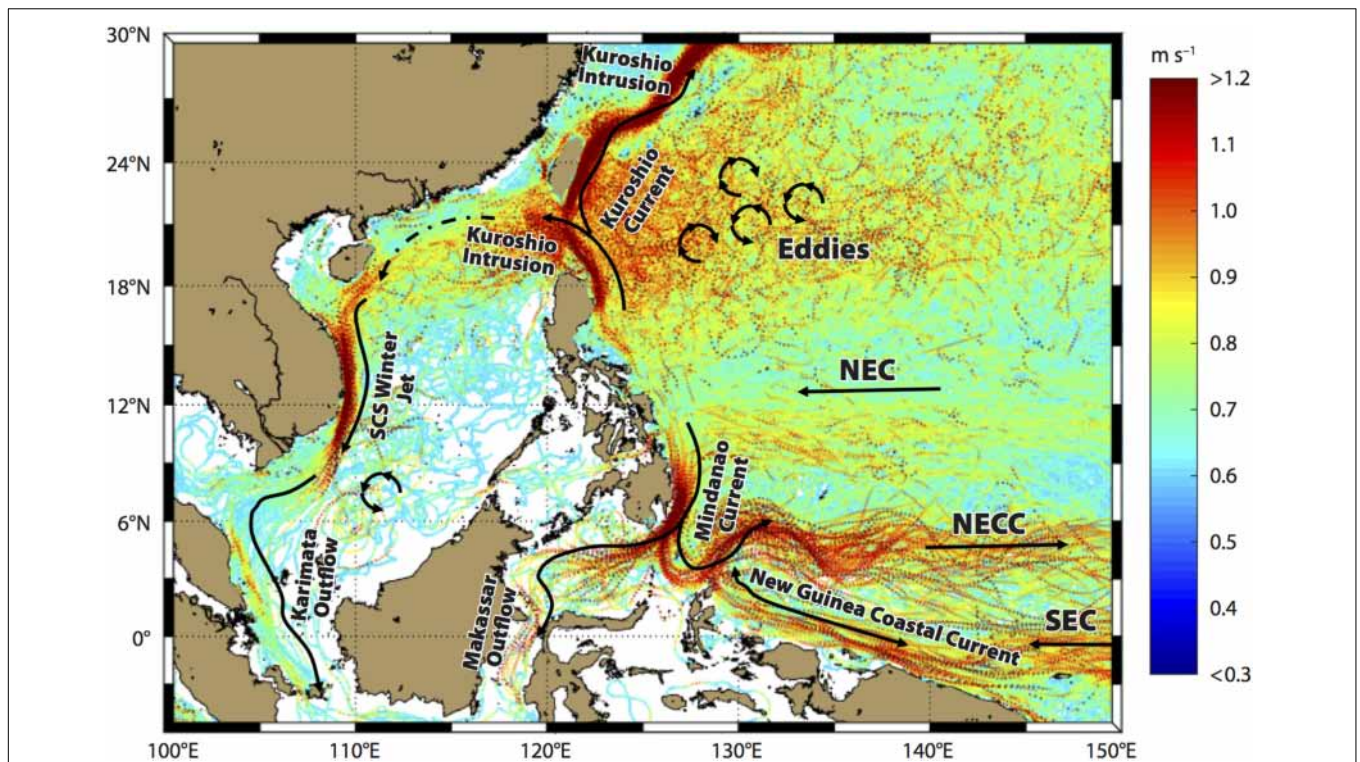 30°N
24°N
18°N
12°N
6°N
0°
100°E
110°E
120°E
130°E
140°E
150°E
Kuroshio
Intrusion
Kuroshio
Current
Kuroshio
Intrusion
Eddies
SCS Winter
Jet
NEC
Mindanao
Current
NECC
Karimata
Outflow
Makassar
Outflow
New Guinea Coastal Current
SEC
m s⁻¹
>1.2
1.1
1.0
0.9
0.8
0.7
0.6
0.5
0.4
<0.3